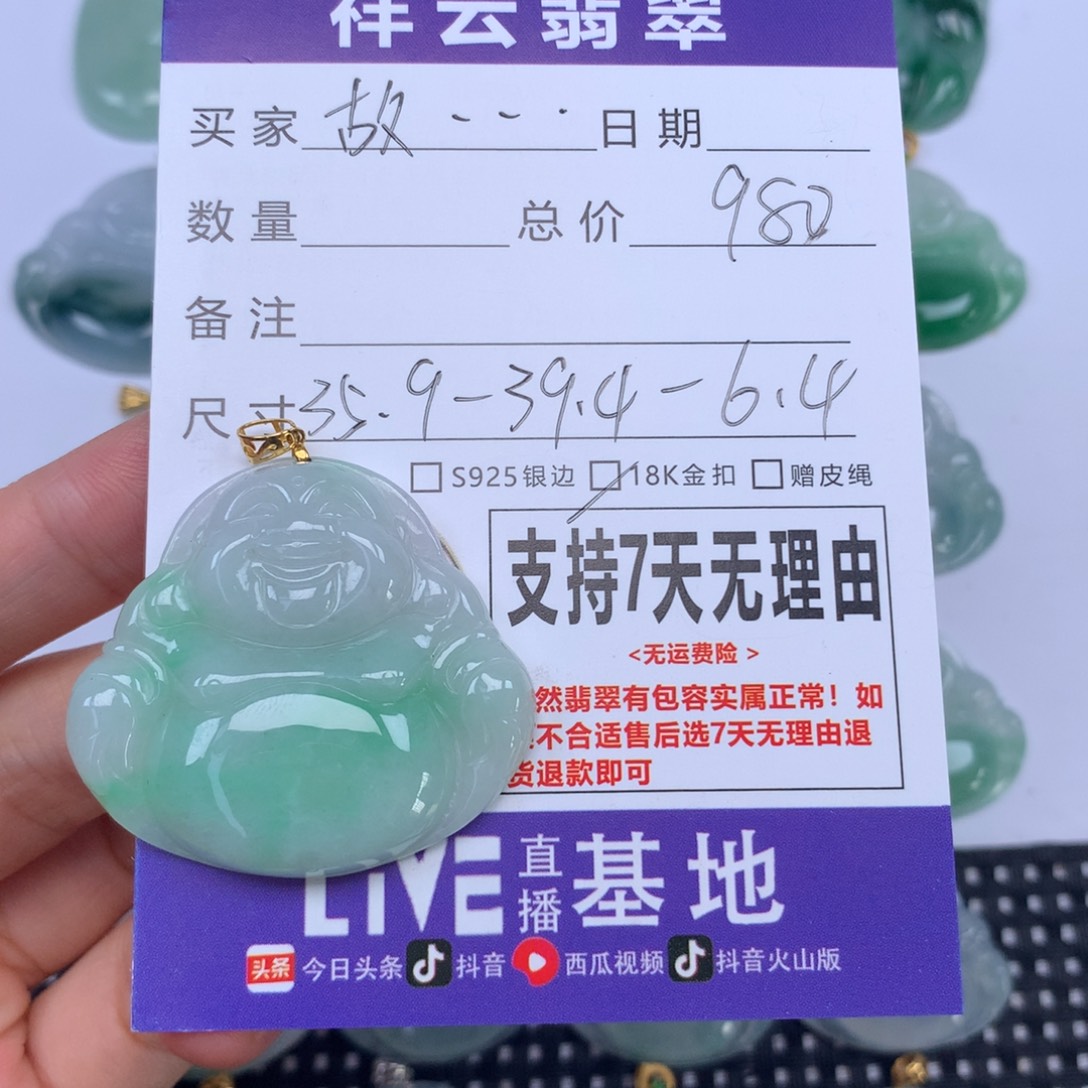 祥云翡翠
买家 故... 日期
数量 总价 980
备注
尺寸 35.9-39.4-6.4
S925银边 18K金扣 赠皮绳
支持7天无理由
<无运费险 >
然翡翠有包容实属正常！如
不合适售后选7天无理由退
货退款即可
LIVE 直播 基地
头条 今日头条 抖音 西瓜视频 抖音火山版